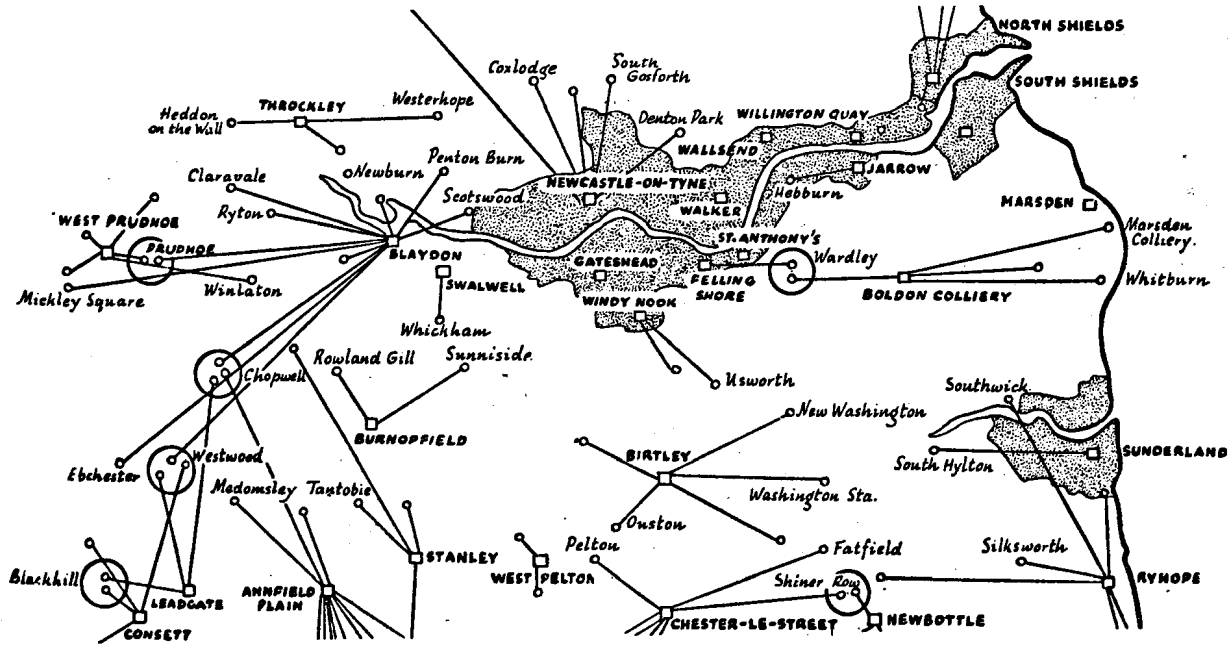 NORTH SHIELDS
South
Gosforth
Coxlodge
SOUTH SHIELDS
THROCKLEY
Westerhope
Heddon
on the Wall
Denton Park
WILLINGTON QUAY
WALLSEND
Penton Burn
Newburn
JARROW
Claravale
NEWCASTLE-ON-TYNE
Hebburn
Scotswood
MARSDEN
WALKER
Ryton
WEST PRUDHOE
Marsden
Colliery.
ST. ANTHONY'S
PRUDHOE
BLAYDON
GATESHEAD
Wardley
FELLING
SHORE
Whitburn
SWALWELL
Winlaton
Mickley Square
BOLDON COLLIERY
WINDY NOOK
Whickham
Rowland Gill
Sunniside.
Chopwell
Usworth
Southwick
New Washington
BURNOPFIELD
BIRTLEY
SUNDERLAND
Westwood
South Hylton
Ebchester
Medomsley
Tantobie
Washington Sta.
Ouston
Pelton
Fatfield
Silksworth
STANLEY
WEST PELTON
Blackhill
Shiner Row
RYHOPE
LEADGATE
ANNFIELD
PLAIN
CONSETT
CHESTER-LE-STREET
NEWBOTTLE